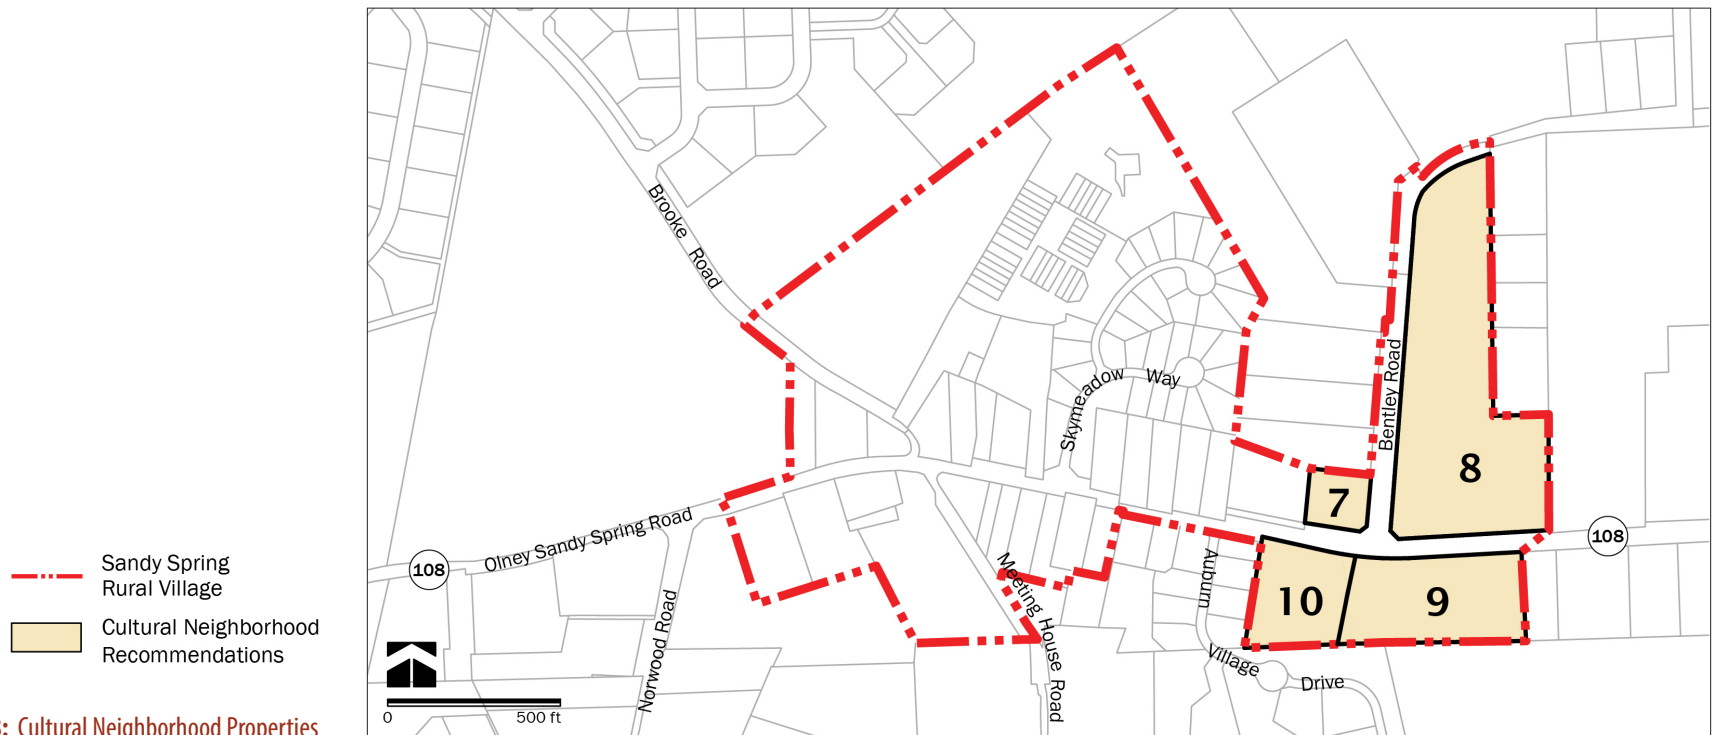 Brooke Road
Skymeadow Way
Bentley Road
7
8
108
Olney Sandy Spring Road
108
Sandy Spring
Rural Village
Cultural Neighborhood
Recommendations
Meeting House Road
Auburn
Village
Drive
10
9
Norwood Road
0
500 ft
: Cultural Neighborhood Properties